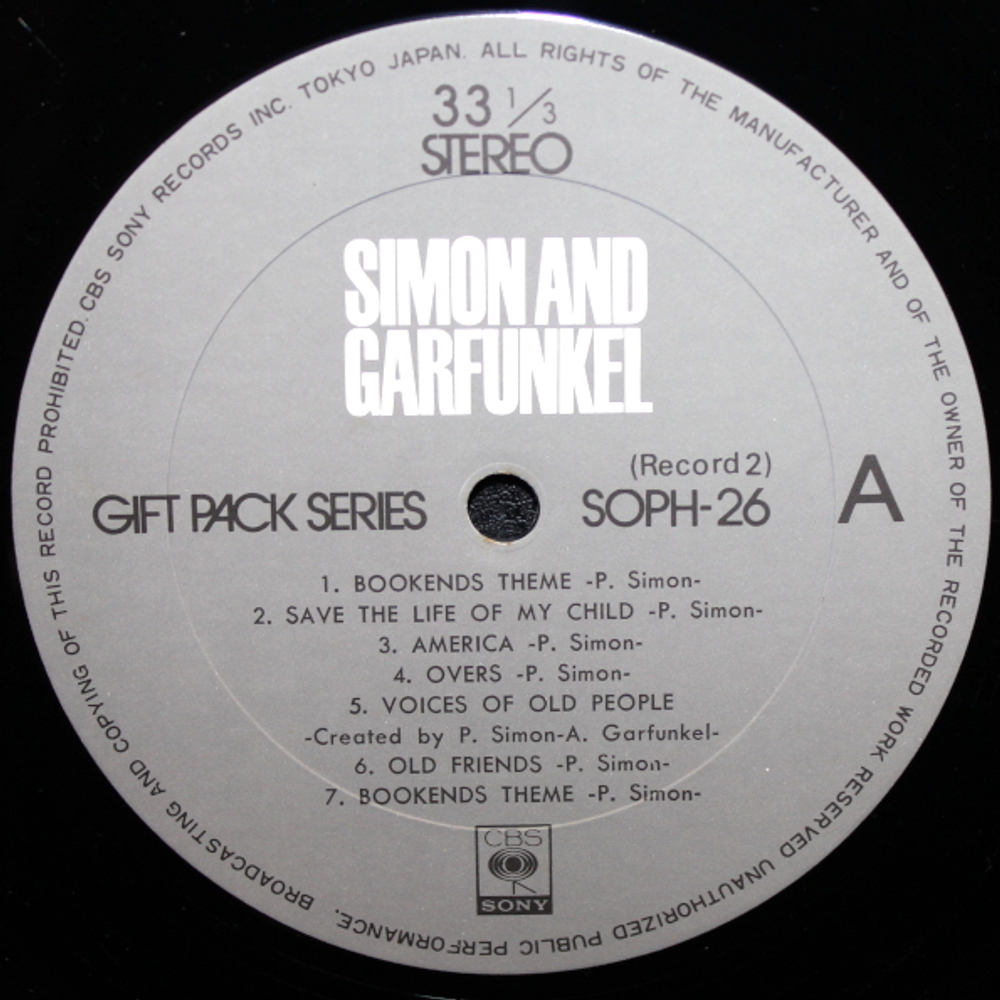 33 1/3
STEREO
SIMON AND
GARFUNKEL
(Record 2)
GIFT PACK SERIES SOPH-26 A
1. BOOKENDS THEME -P. Simon-
2. SAVE THE LIFE OF MY CHILD -P. Simon-
3. AMERICA -P. Simon-
4. OVERS -P. Simon-
5. VOICES OF OLD PEOPLE
-Created by P. Simon-A. Garfunkel-
6. OLD FRIENDS -P. Simon-
7. BOOKENDS THEME -P. Simon-
CBS
SONY
CBS SONY RECORDS INC. TOKYO JAPAN. ALL RIGHTS OF THE MANUFACTURER AND OF THE OWNER OF THE RECORDED WORK RESERVED UNAUTHORIZED PUBLIC PERFORMANCE. BROADCASTING AND COPYING OF THIS RECORD PROHIBITED.